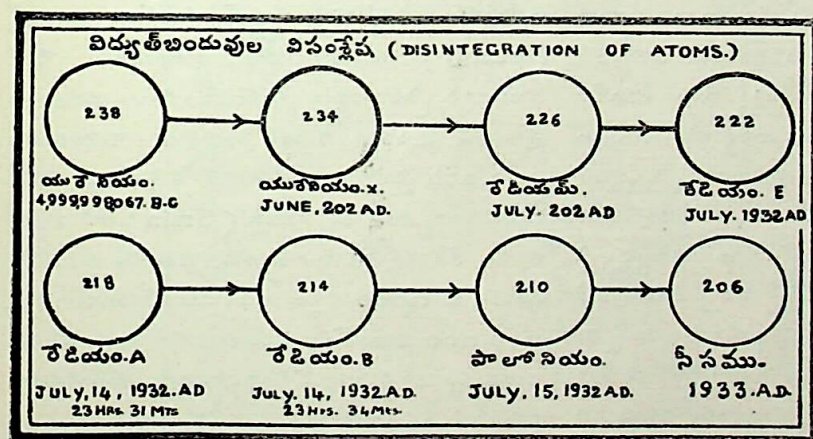 విద్యుత్‌బిందువుల విసంశ్లేష (DISINTEGRATION OF ATOMS.)
238 234 226 222
యురేనియం. యురేనియం.X. రేడియమ్. రేడియం. E
4,999,998,067. B-C JUNE, 202 AD. JULY. 202 AD JULY. 1932 AD
218 214 210 206
రేడియం.A రేడియం.B పొలోనియం. సీసము.
JULY, 14, 1932. AD JULY. 14, 1932 AD. JULY, 15, 1932 AD. 1933.A.D.
23 HRS. 31 MTS 23 HRS. 34 MTS.